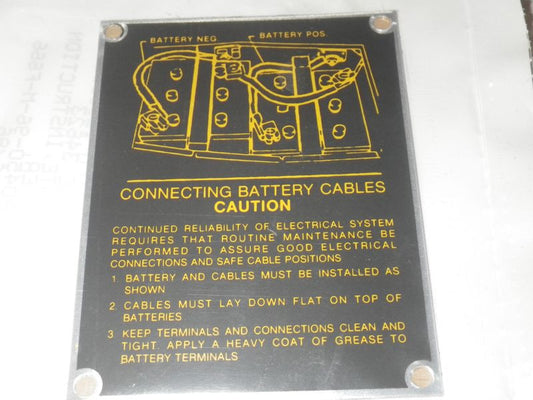 BATTERY NEG.
BATTERY POS.
CONNECTING BATTERY CABLES
CAUTION
CONTINUED RELIABILITY OF ELECTRICAL SYSTEM
REQUIRES THAT ROUTINE MAINTENANCE BE
PERFORMED TO ASSURE GOOD ELECTRICAL
CONNECTIONS AND SAFE CABLE POSITIONS
1. BATTERY AND CABLES MUST BE INSTALLED AS
SHOWN
2. CABLES MUST LAY DOWN FLAT ON TOP OF
BATTERIES
3. KEEP TERMINALS AND CONNECTIONS CLEAN AND
TIGHT. APPLY A HEAVY COAT OF GREASE TO
BATTERY TERMINALS
INSTRUCTION